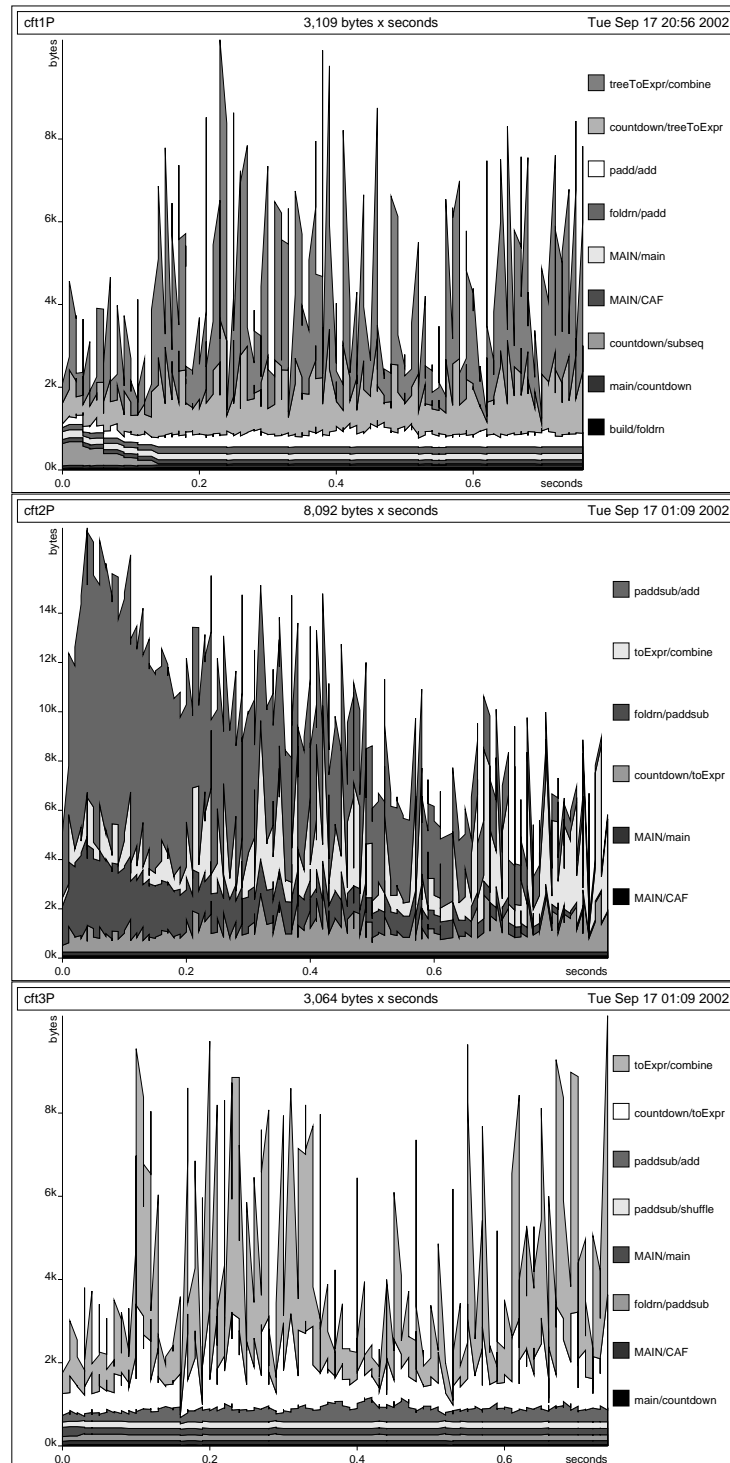 cft1P 3,109 bytes x seconds Tue Sep 17 20:56 2002
bytes
8k
6k
4k
2k
0k
0.0 0.2 0.4 0.6 seconds
treeToExpr/combine
countdown/treeToExpr
padd/add
foldrn/padd
MAIN/main
MAIN/CAF
countdown/subseq
main/countdown
build/foldrn
cft2P 8,092 bytes x seconds Tue Sep 17 01:09 2002
bytes
14k
12k
10k
8k
6k
4k
2k
0k
0.0 0.2 0.4 0.6 seconds
paddsub/add
toExpr/combine
foldrn/paddsub
countdown/toExpr
MAIN/main
MAIN/CAF
cft3P 3,064 bytes x seconds Tue Sep 17 01:09 2002
bytes
8k
6k
4k
2k
0k
0.0 0.2 0.4 0.6 seconds
toExpr/combine
countdown/toExpr
paddsub/add
paddsub/shuffle
MAIN/main
foldrn/paddsub
MAIN/CAF
main/countdown